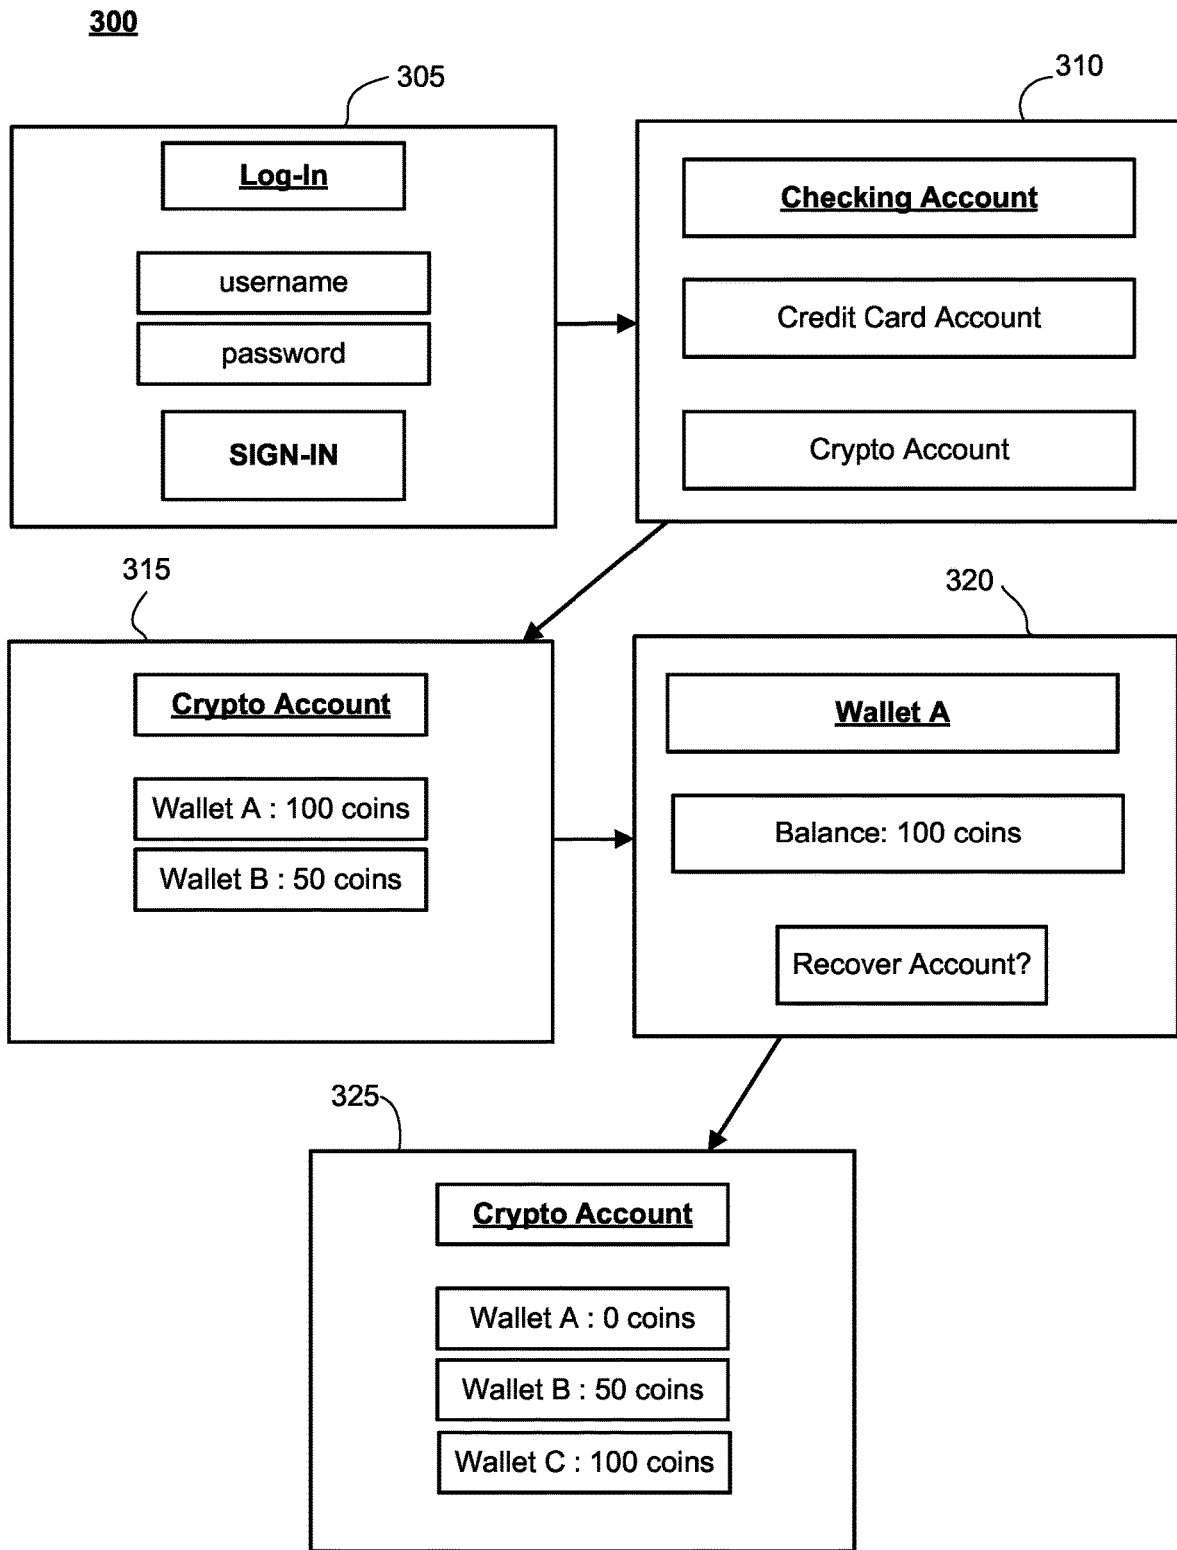 300
305
310
Log-In
username
password
SIGN-IN
Checking Account
Credit Card Account
Crypto Account
315
320
Crypto Account
Wallet A : 100 coins
Wallet B : 50 coins
Wallet A
Balance: 100 coins
Recover Account?
325
Crypto Account
Wallet A : 0 coins
Wallet B : 50 coins
Wallet C : 100 coins